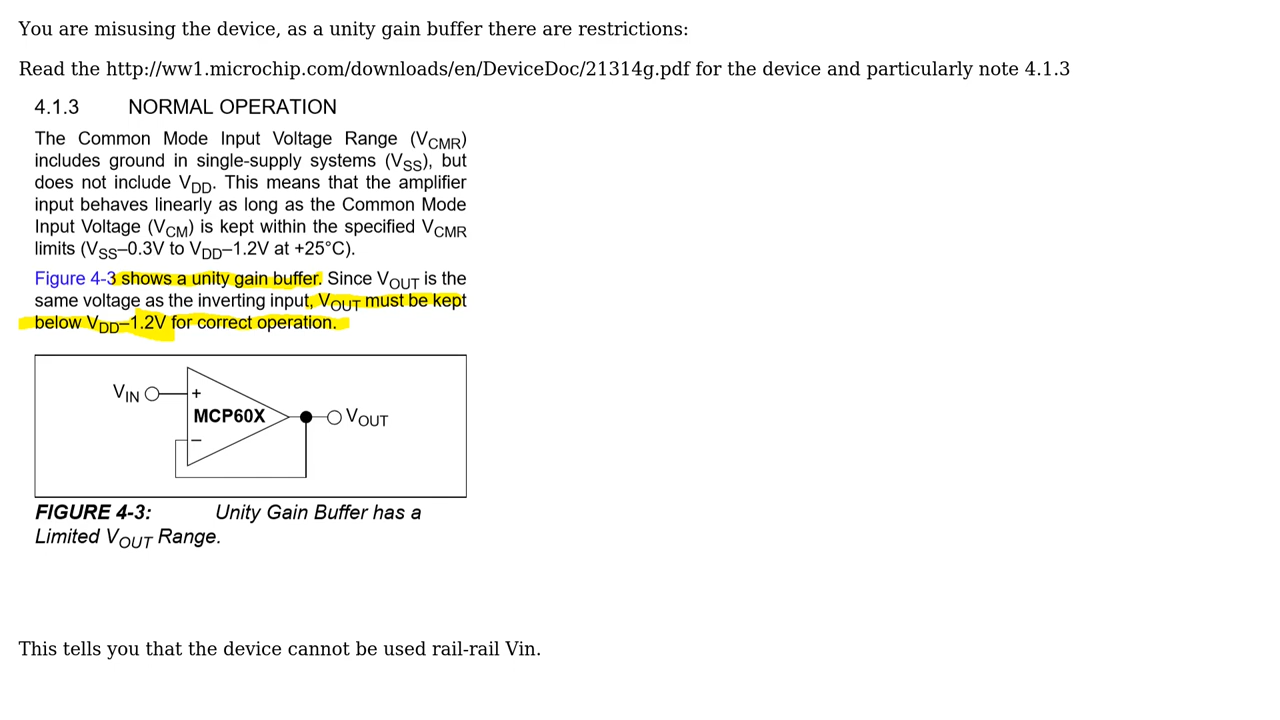 You are misusing the device, as a unity gain buffer there are restrictions:
Read the http://ww1.microchip.com/downloads/en/DeviceDoc/21314g.pdf for the device and particularly note 4.1.3
4.1.3 NORMAL OPERATION
The Common Mode Input Voltage Range (VCMR)
includes ground in single-supply systems (VSS), but
does not include VDD. This means that the amplifier
input behaves linearly as long as the Common Mode
Input Voltage (VCM) is kept within the specified VCMR
limits (VSS–0.3V to VDD–1.2V at +25°C).
Figure 4-3 shows a unity gain buffer. Since VOUT is the
same voltage as the inverting input, VOUT must be kept
below VDD–1.2V for correct operation.
VIN
+
MCP60X
–
VOUT
FIGURE 4-3: Unity Gain Buffer has a
Limited VOUT Range.
This tells you that the device cannot be used rail-rail Vin.